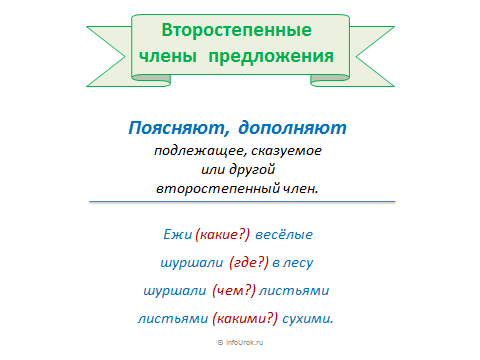 Второстепенные
члены предложения
Поясняют, дополняют
подлежащее, сказуемое
или другой
второстепенный член.
Ежи (какие?) весёлые
шуршали (где?) в лесу
шуршали (чем?) листьями
листьями (какими?) сухими.
© InfoUrok.ru